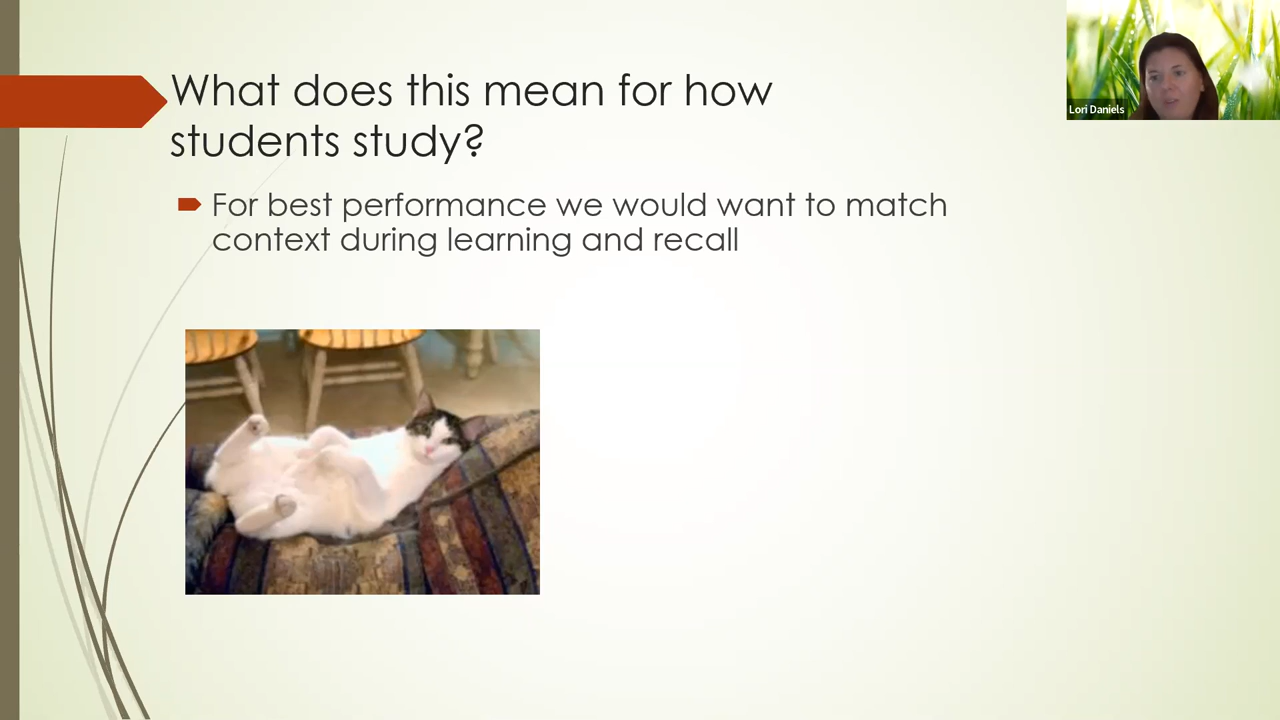 What does this mean for how
students study?
For best performance we would want to match
context during learning and recall
Lori Daniels